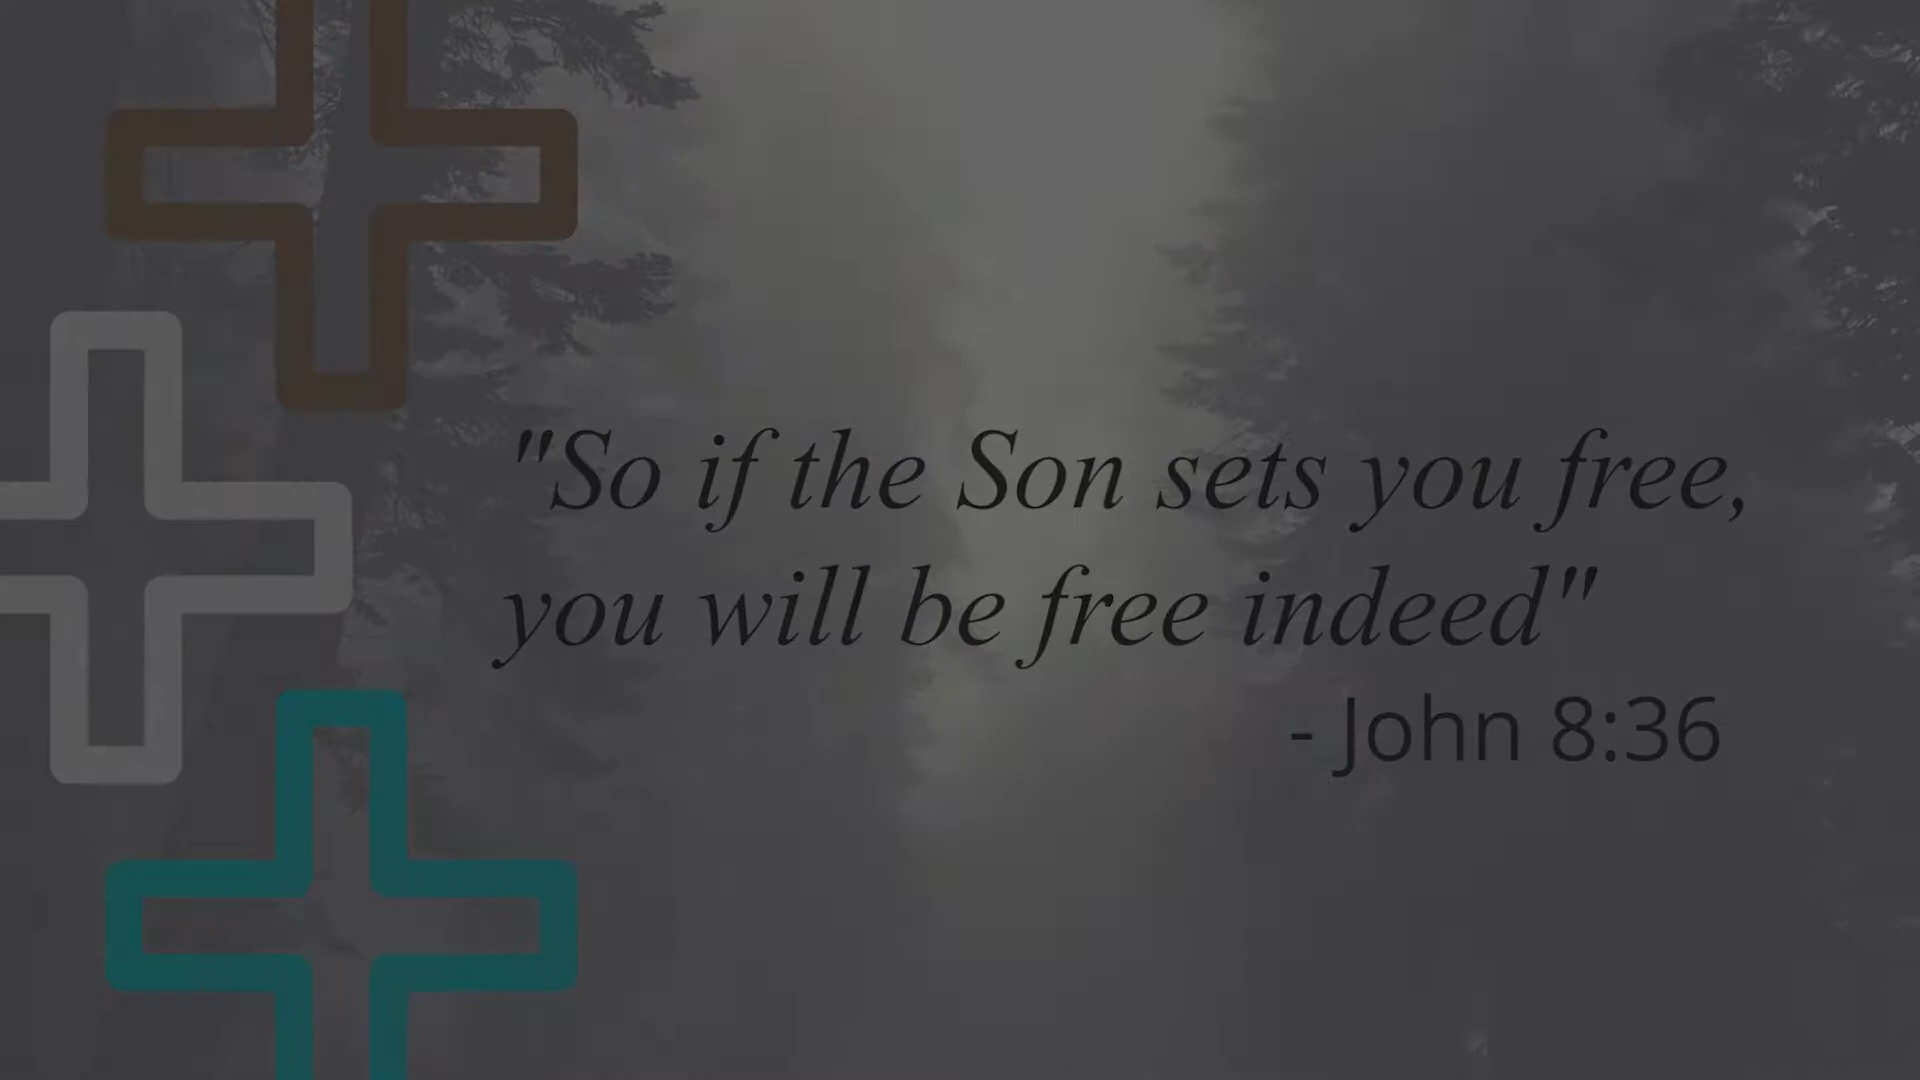 "So if the Son sets you free,
you will be free indeed"
- John 8:36